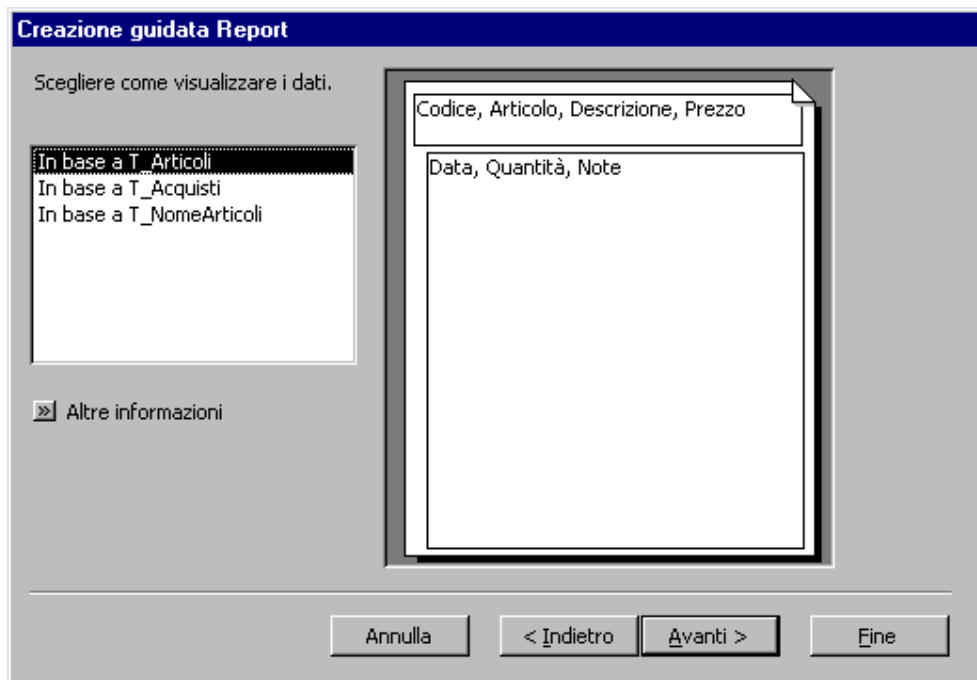 Creazione guidata Report
Scegliere come visualizzare i dati.
In base a T_Articoli
In base a T_Acquisti
In base a T_NomeArticoli
Altre informazioni
Codice, Articolo, Descrizione, Prezzo
Data, Quantità, Note
Annulla
< Indietro
Avanti >
Fine